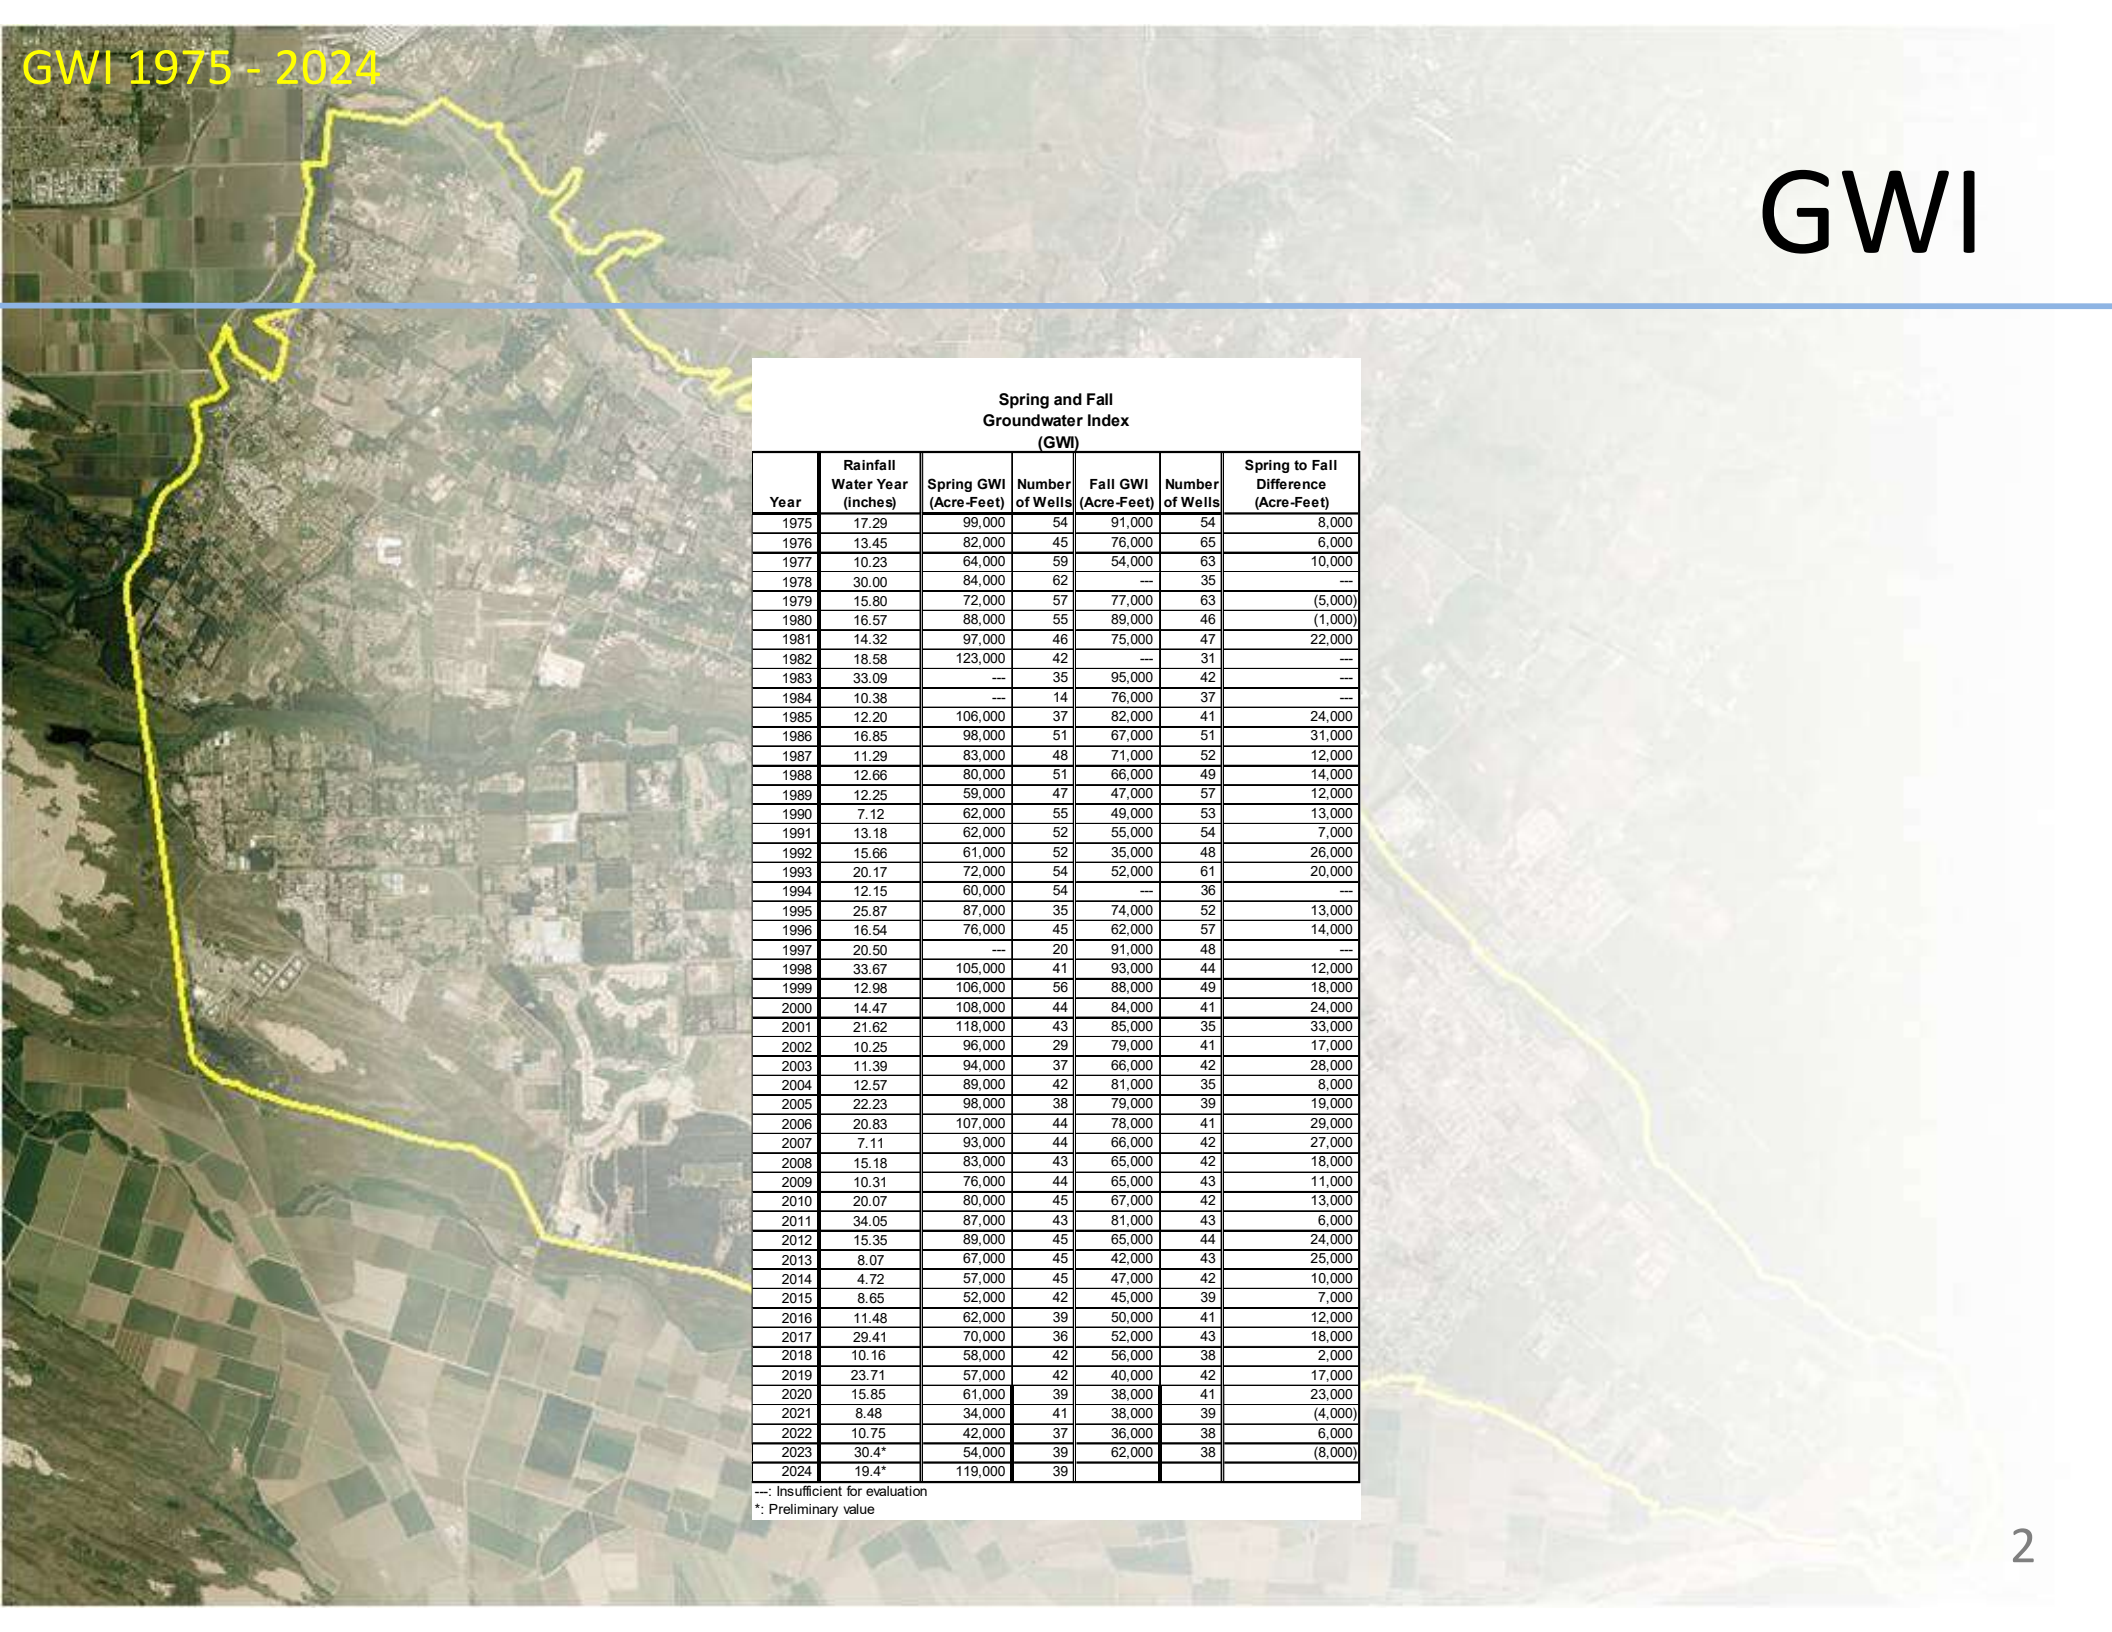 GWI 1975 - 2024
GWI
Spring and Fall
Groundwater Index
(GWI)
Year Rainfall Water Year (inches) Spring GWI (Acre-Feet) Number of Wells Fall GWI (Acre-Feet) Number of Wells Spring to Fall Difference (Acre-Feet)
1975 17.29 99,000 54 91,000 54 8,000
1976 13.45 82,000 45 76,000 65 6,000
1977 10.23 64,000 59 54,000 63 10,000
1978 30.00 84,000 62 --- 35 ---
1979 15.80 72,000 57 77,000 63 (5,000)
1980 16.57 88,000 55 89,000 46 (1,000)
1981 14.32 97,000 46 75,000 47 22,000
1982 18.58 123,000 42 --- 31 ---
1983 33.09 --- 35 95,000 42 ---
1984 10.38 --- 14 76,000 37 ---
1985 12.20 106,000 37 82,000 41 24,000
1986 16.85 98,000 51 67,000 51 31,000
1987 11.29 83,000 48 71,000 52 12,000
1988 12.66 80,000 51 66,000 49 14,000
1989 12.25 59,000 47 47,000 57 12,000
1990 7.12 62,000 55 49,000 53 13,000
1991 13.18 62,000 52 55,000 54 7,000
1992 15.66 61,000 52 35,000 48 26,000
1993 20.17 72,000 54 52,000 61 20,000
1994 12.15 60,000 54 --- 36 ---
1995 25.87 87,000 35 74,000 52 13,000
1996 16.54 76,000 45 62,000 57 14,000
1997 20.50 --- 20 91,000 48 ---
1998 33.67 105,000 41 93,000 44 12,000
1999 12.98 106,000 56 88,000 49 18,000
2000 14.47 108,000 44 84,000 41 24,000
2001 21.62 118,000 43 85,000 35 33,000
2002 10.25 96,000 29 79,000 41 17,000
2003 11.39 94,000 37 66,000 42 28,000
2004 12.57 89,000 42 81,000 35 8,000
2005 22.23 98,000 38 79,000 39 19,000
2006 20.83 107,000 44 78,000 41 29,000
2007 7.11 93,000 44 66,000 42 27,000
2008 15.18 83,000 43 65,000 42 18,000
2009 10.31 76,000 44 65,000 43 11,000
2010 20.07 80,000 45 67,000 42 13,000
2011 34.05 87,000 43 81,000 43 6,000
2012 15.35 89,000 45 65,000 44 24,000
2013 8.07 67,000 45 42,000 43 25,000
2014 4.72 57,000 45 47,000 42 10,000
2015 8.65 52,000 42 45,000 39 7,000
2016 11.48 62,000 39 50,000 41 12,000
2017 29.41 70,000 36 52,000 43 18,000
2018 10.16 58,000 42 56,000 38 2,000
2019 23.71 57,000 42 40,000 42 17,000
2020 15.85 61,000 39 38,000 41 23,000
2021 8.48 34,000 41 38,000 39 (4,000)
2022 10.75 42,000 37 36,000 38 6,000
2023 30.4* 54,000 39 62,000 38 (8,000)
2024 19.4* 119,000 39
---: Insufficient for evaluation
*: Preliminary value
2